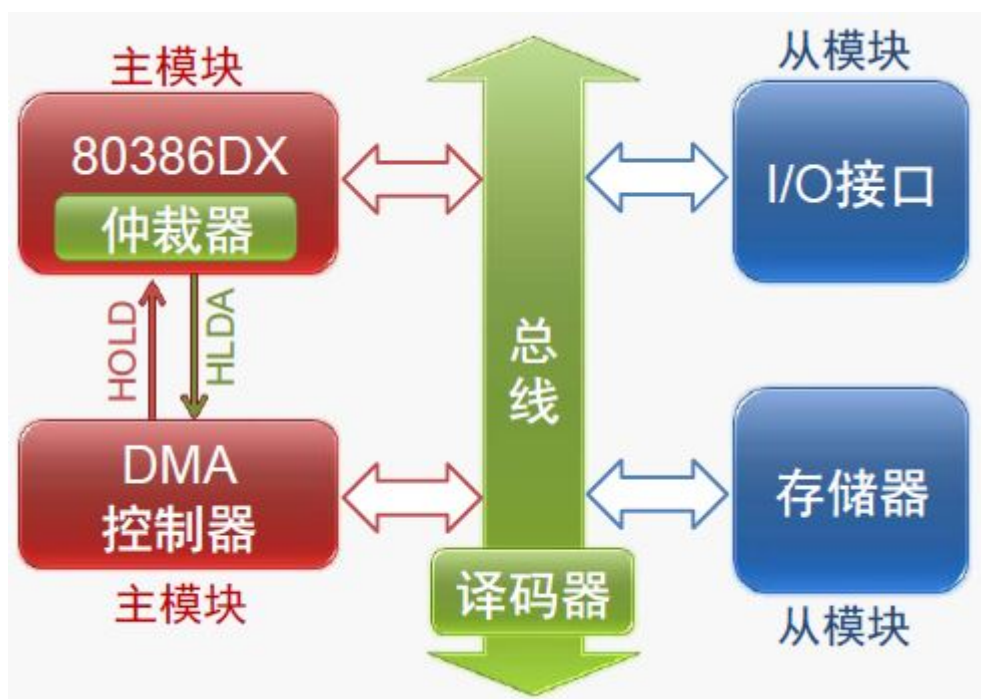 主模块
80386DX
仲裁器
HOLD
HLDA
DMA
控制器
主模块
总
线
译码器
从模块
I/O接口
存储器
从模块